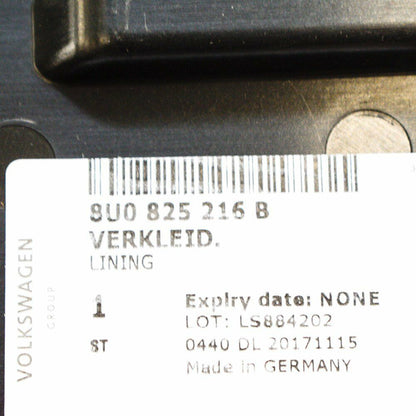 8U0 825 216 B
VERKLEID.
LINING
1
ST
Expiry date: NONE
LOT: LS884202
0440 DL 20171115
Made in GERMANY
VOLKSWAGEN
GROUP